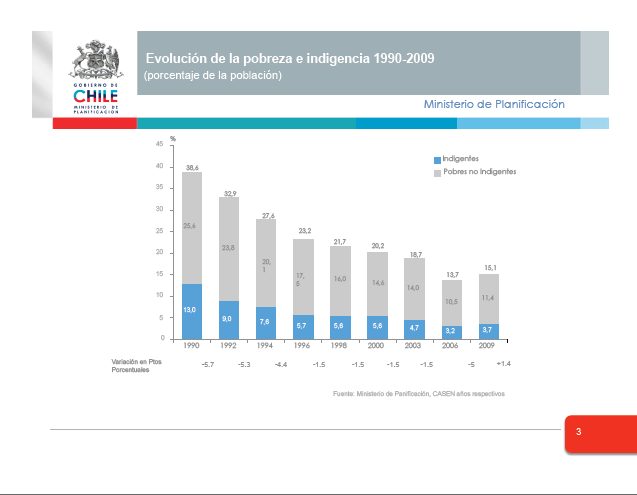 Evolución de la pobreza e indigencia 1990-2009
(porcentaje de la población)
GOBIERNO DE
CHILE
MINISTERIO DE
PLANIFICACIÓN
Ministerio de Planificación
%
45
40
35
30
25
20
15
10
5
0
Indigentes
Pobres no Indigentes
38,6
32,9
27,6
23,2
21,7
20,2
18,7
13,7
15,1
25,6
23,8
20,
1
17,
5
16,0
14,6
14,0
10,5
11,4
13,0
9,0
7,6
5,7
5,6
5,6
4,7
3,2
3,7
1990 1992 1994 1996 1998 2000 2003 2006 2009
Variación en Ptos
Porcentuales
-5.7 -5.3 -4.4 -1.5 -1.5 -1.5 -1.5 -5 +1.4
Fuente: Ministerio de Panificación, CASEN años respectivos
3